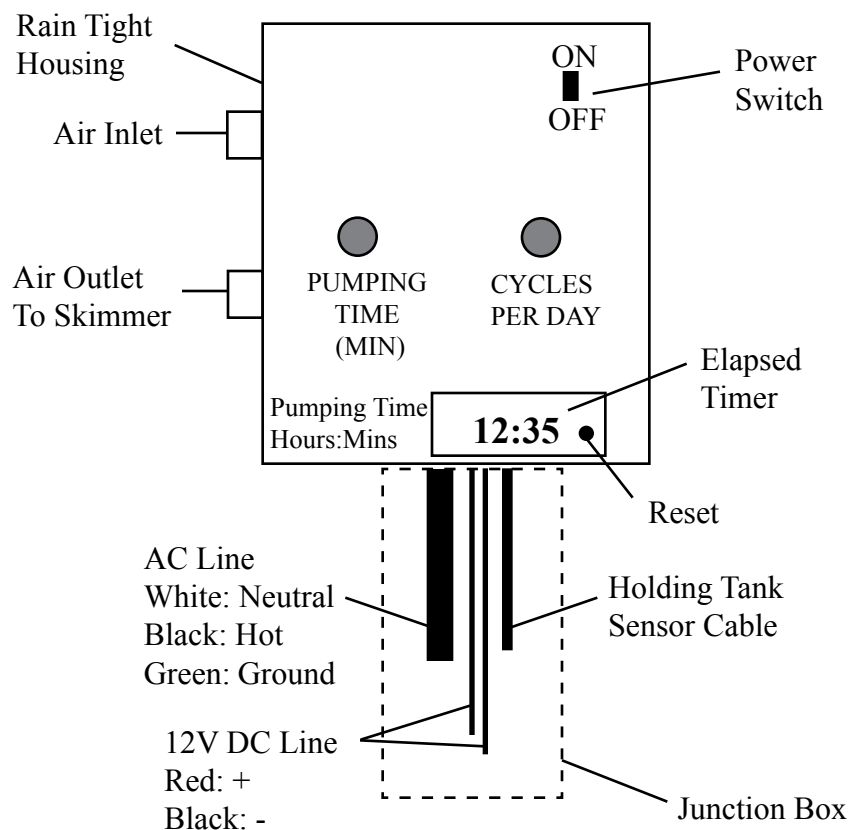 Rain Tight
Housing
ON
OFF
Power
Switch
Air Inlet
Air Outlet
To Skimmer
PUMPING
TIME
(MIN)
CYCLES
PER DAY
Elapsed
Timer
Pumping Time
Hours:Mins
12:35
Reset
AC Line
White: Neutral
Black: Hot
Green: Ground
Holding Tank
Sensor Cable
12V DC Line
Red: +
Black: -
Junction Box